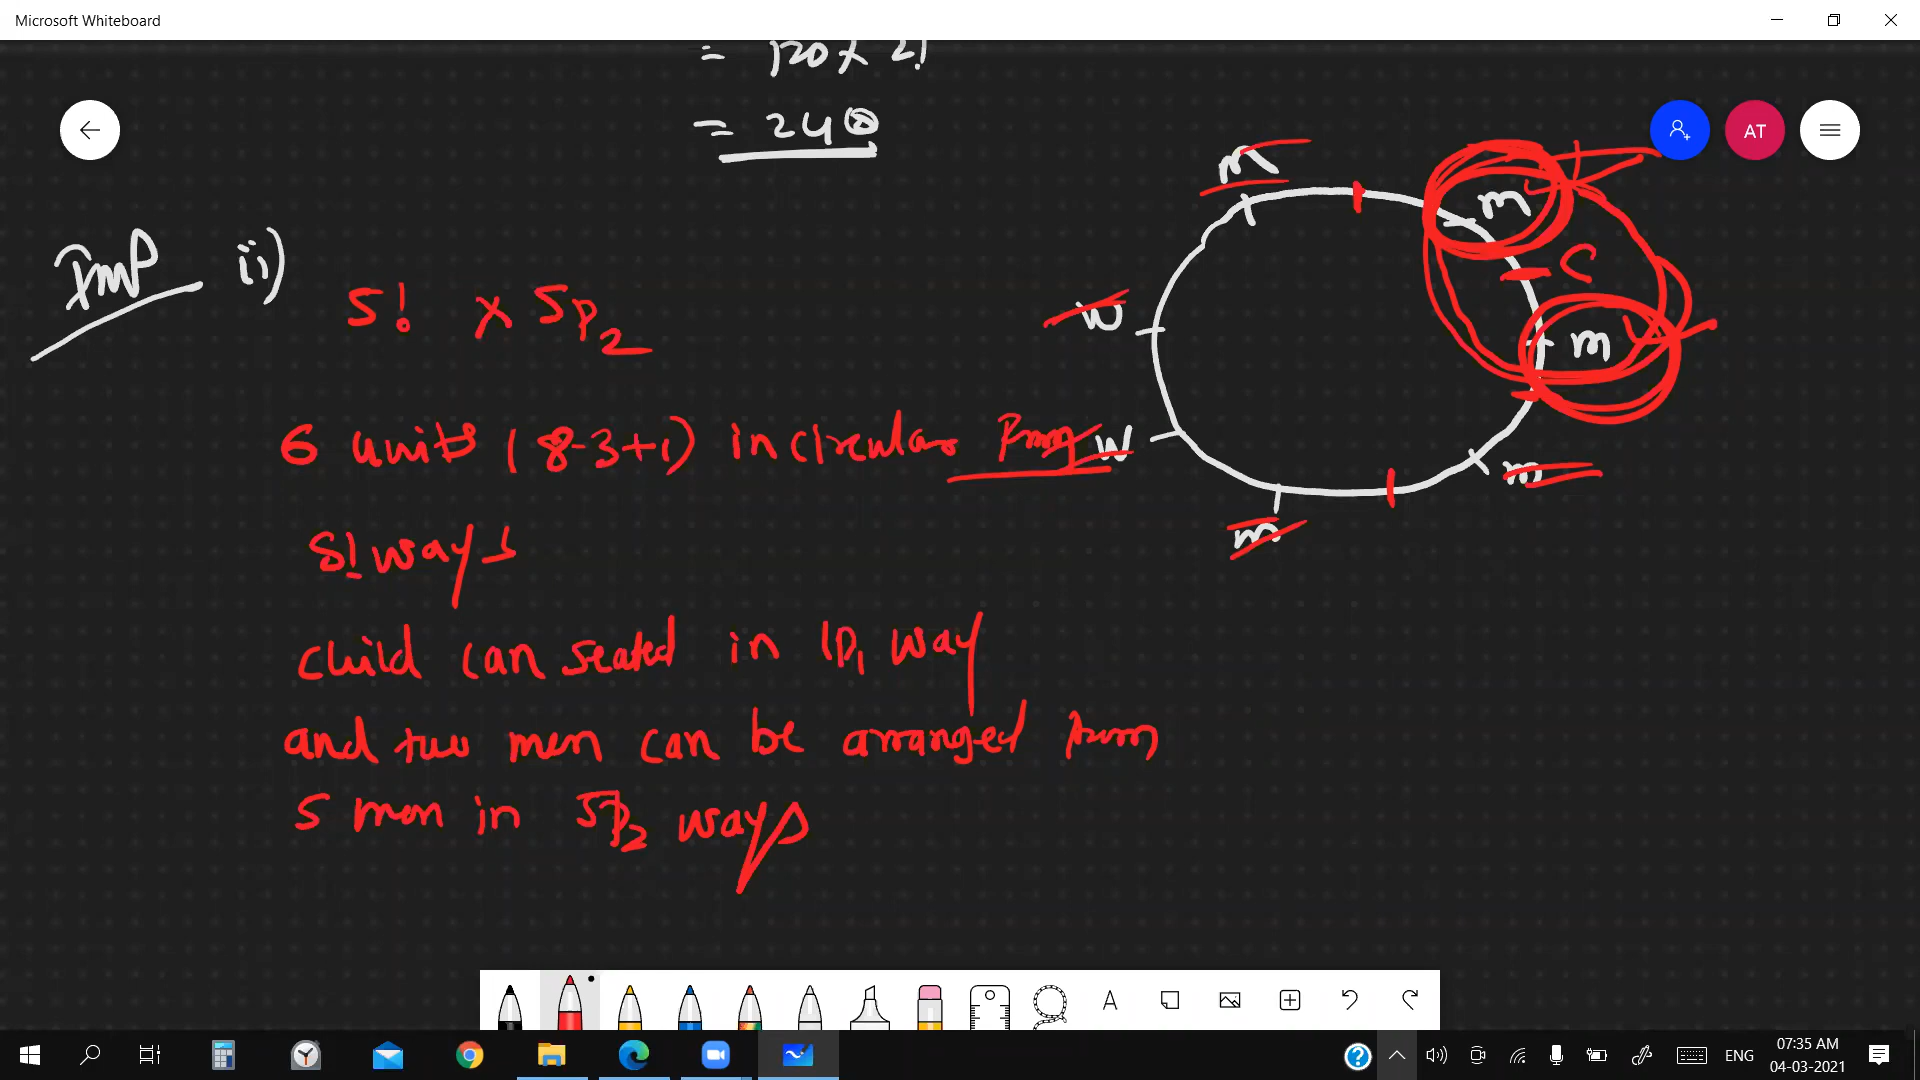 Microsoft Whiteboard
= 120 x 2!
= 240
Imp ii)
5! x 5p2
6 units (8-3+1) in circular
5! ways
child can seated in 1p1 way
and two men can be arranged from
5 men in 5p2 ways
m
m
C
m
m
m
w
w
AT
A
ENG
07:35 AM
04-03-2021